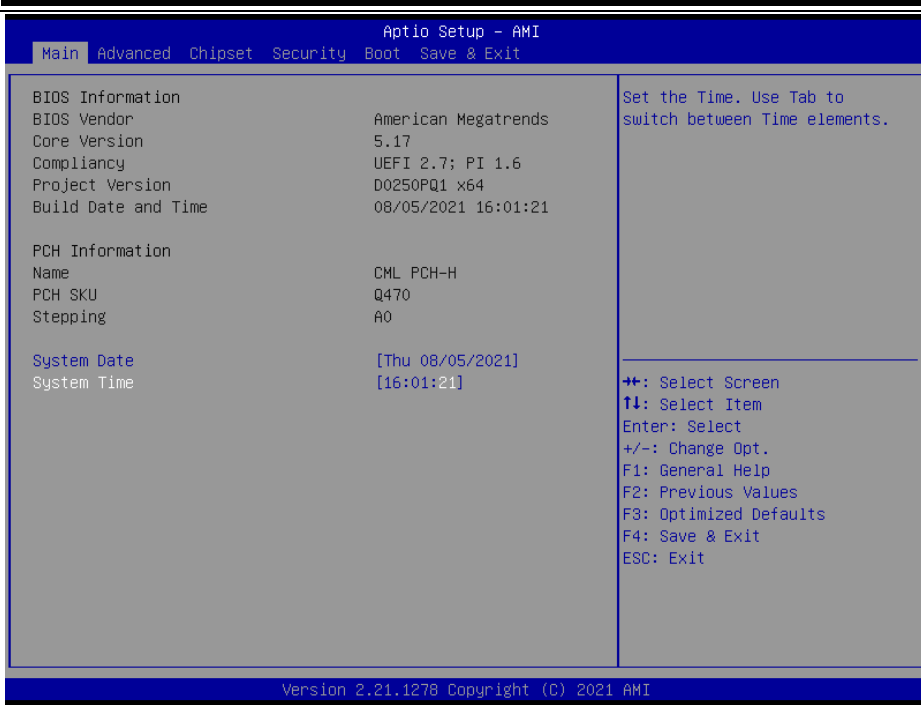 Aptio Setup - AMI
Main Advanced Chipset Security Boot Save & Exit
BIOS Information
BIOS Vendor American Megatrends
Core Version 5.17
Compliancy UEFI 2.7; PI 1.6
Project Version D0250PQ1 x64
Build Date and Time 08/05/2021 16:01:21
PCH Information
Name CML PCH-H
PCH SKU Q470
Stepping A0
System Date [Thu 08/05/2021]
System Time [16:01:21]
Set the Time. Use Tab to
switch between Time elements.
→←: Select Screen
↑↓: Select Item
Enter: Select
+/-: Change Opt.
F1: General Help
F2: Previous Values
F3: Optimized Defaults
F4: Save & Exit
ESC: Exit
Version 2.21.1278 Copyright (C) 2021 AMI